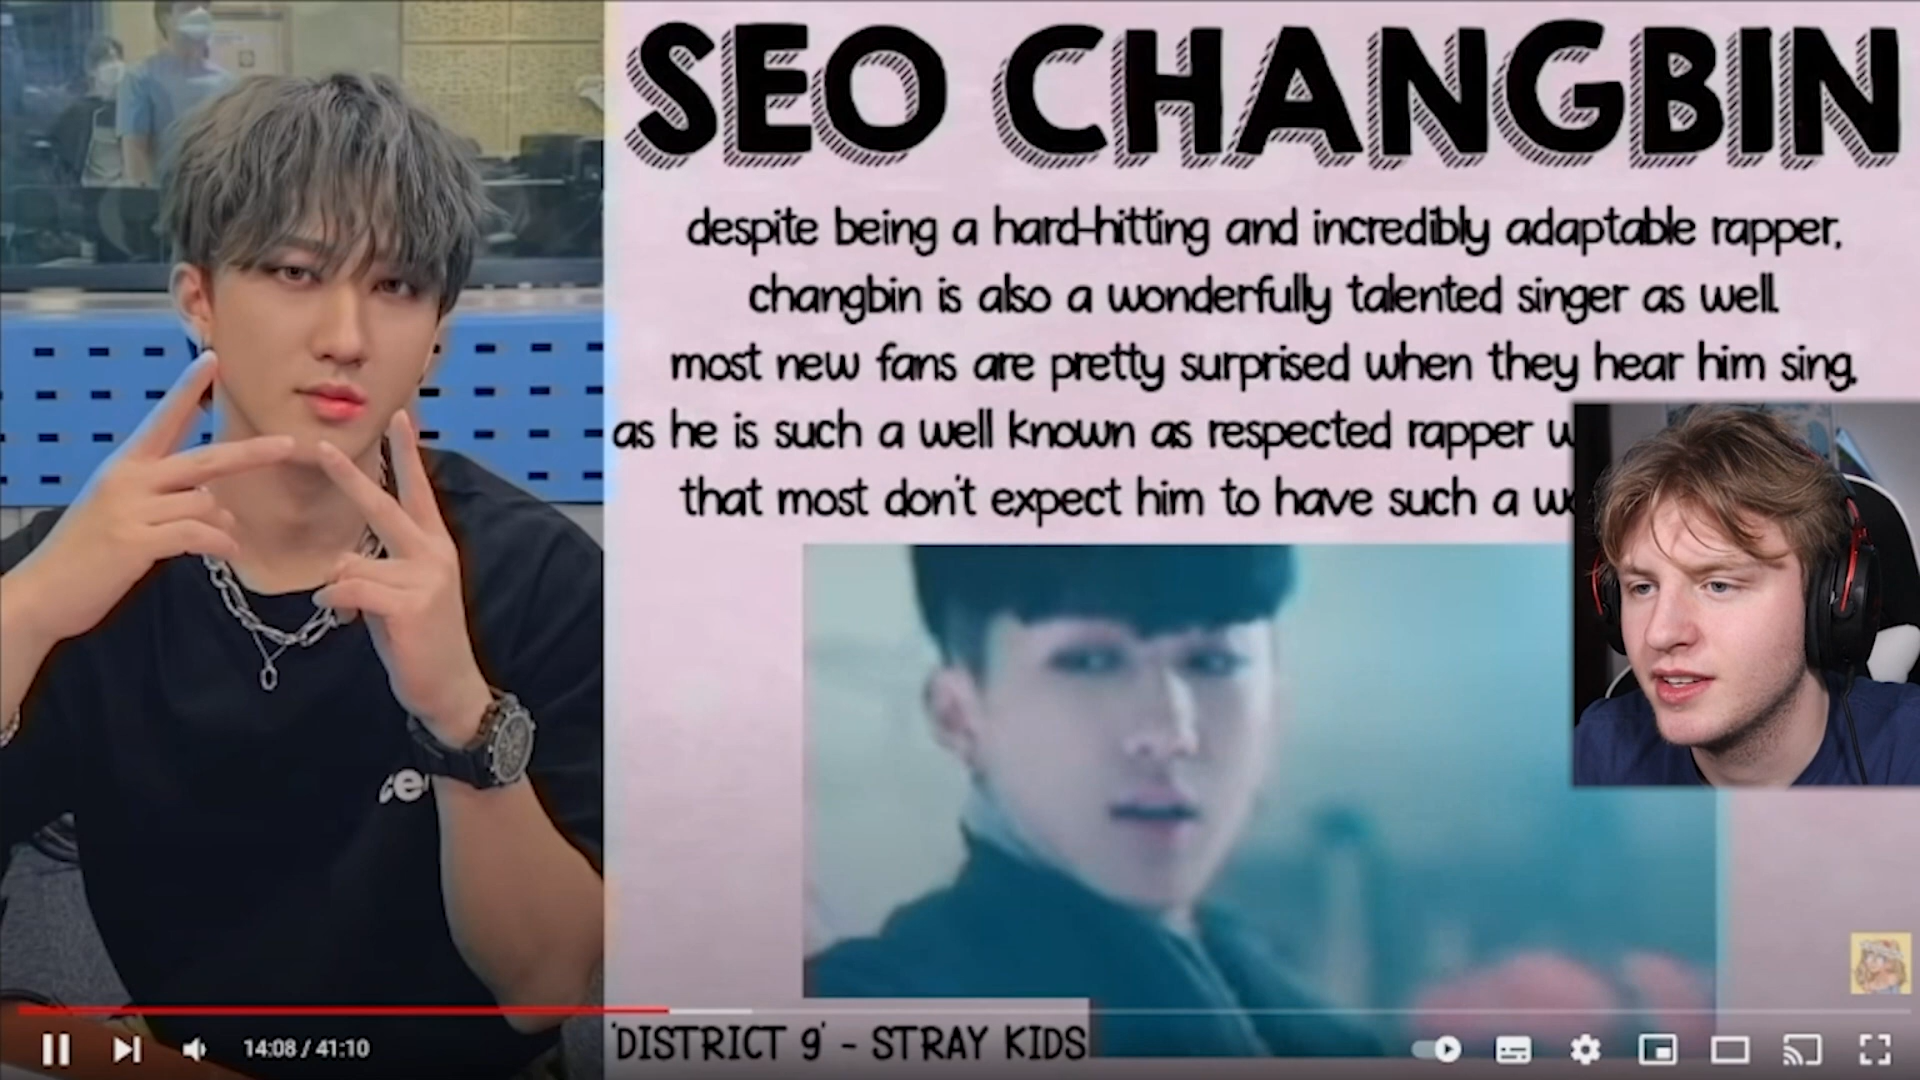 SEO CHANGBIN
despite being a hard-hitting and incredibly adaptable rapper,
changbin is also a wonderfully talented singer as well.
most new fans are pretty surprised when they hear him sing,
as he is such a well known as respected rapper
that most don't expect him to have such a
'DISTRICT 9' - STRAY KIDS
14:08 / 41:10